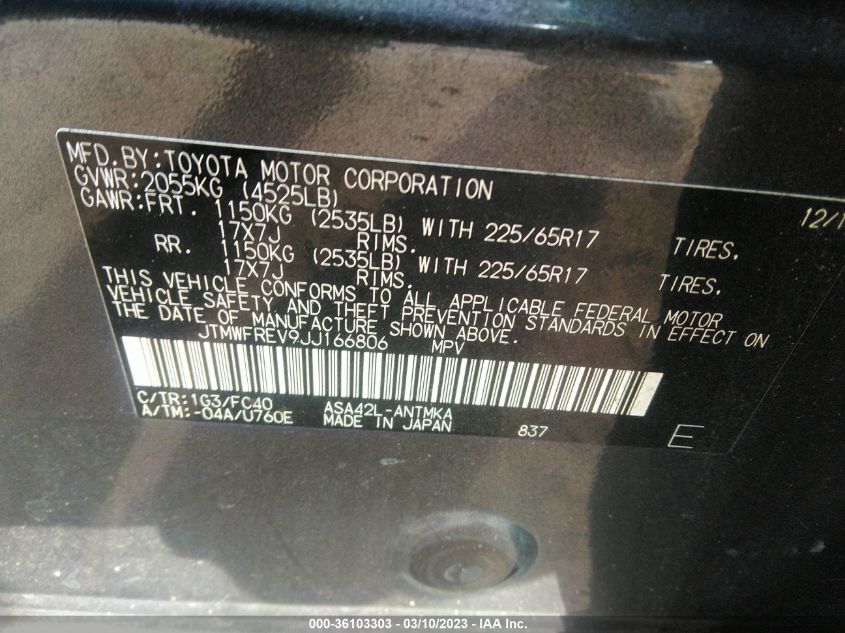 MFD. BY: TOYOTA MOTOR CORPORATION 12/1
GVWR: 2055KG (4525LB)
GAWR: FRT. 1150KG (2535LB) WITH 225/65R17 TIRES.
17X7J RIMS.
RR. 1150KG (2535LB) WITH 225/65R17 TIRES.
17X7J RIMS.
THIS VEHICLE CONFORMS TO ALL APPLICABLE FEDERAL MOTOR
VEHICLE SAFETY AND THEFT PREVENTION STANDARDS IN EFFECT ON
THE DATE OF MANUFACTURE SHOWN ABOVE.
JTMWFREV9JJ166806 MPV
C/TR: 1G3/FC40 ASA42L-ANTMKA
A/TM: -04A/U760E MADE IN JAPAN 837 E
000-36103303 — 03/10/2023 — IAA Inc.